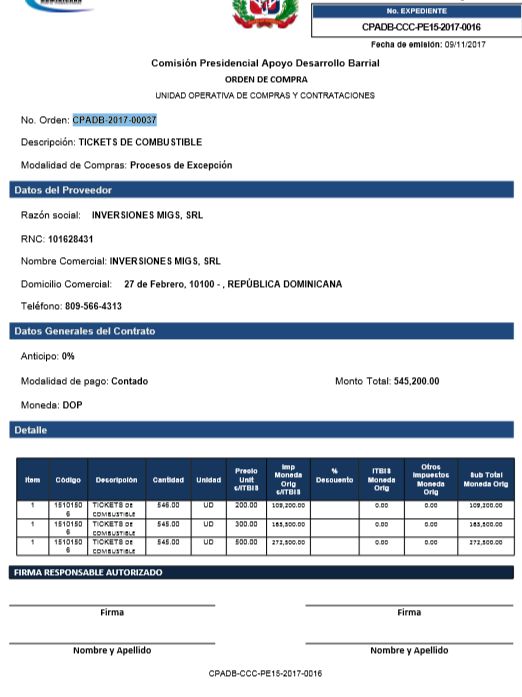 No. EXPEDIENTE
CPADB-CCC-PE15-2017-0016
Fecha de emisión: 09/11/2017
Comisión Presidencial Apoyo Desarrollo Barrial
ORDEN DE COMPRA
UNIDAD OPERATIVA DE COMPRAS Y CONTRATACIONES
No. Orden: CPADB-2017-00037
Descripción: TICKETS DE COMBUSTIBLE
Modalidad de Compras: Procesos de Excepción
Datos del Proveedor
Razón social: INVERSIONES MIGS, SRL
RNC: 101628431
Nombre Comercial: INVERSIONES MIGS, SRL
Domicilio Comercial: 27 de Febrero, 10100 - , REPÚBLICA DOMINICANA
Teléfono: 809-566-4313
Datos Generales del Contrato
Anticipo: 0%
Modalidad de pago: Contado Monto Total: 545,200.00
Moneda: DOP
Detalle
Item Código Descripción Cantidad Unidad Precio Unit s/ITBIS Imp Moneda Orig s/ITBIS % Descuento ITBIS Moneda Orig Otros Impuestos Moneda Orig Sub Total Moneda Orig
1 15101506 TICKETS DE COMBUSTIBLE 546.00 UD 200.00 109,200.00 0.00 0.00 109,200.00
1 15101506 TICKETS DE COMBUSTIBLE 545.00 UD 300.00 163,500.00 0.00 0.00 163,500.00
1 15101506 TICKETS DE COMBUSTIBLE 545.00 UD 500.00 272,500.00 0.00 0.00 272,500.00
FIRMA RESPONSABLE AUTORIZADO
Firma Firma
Nombre y Apellido Nombre y Apellido
CPADB-CCC-PE15-2017-0016